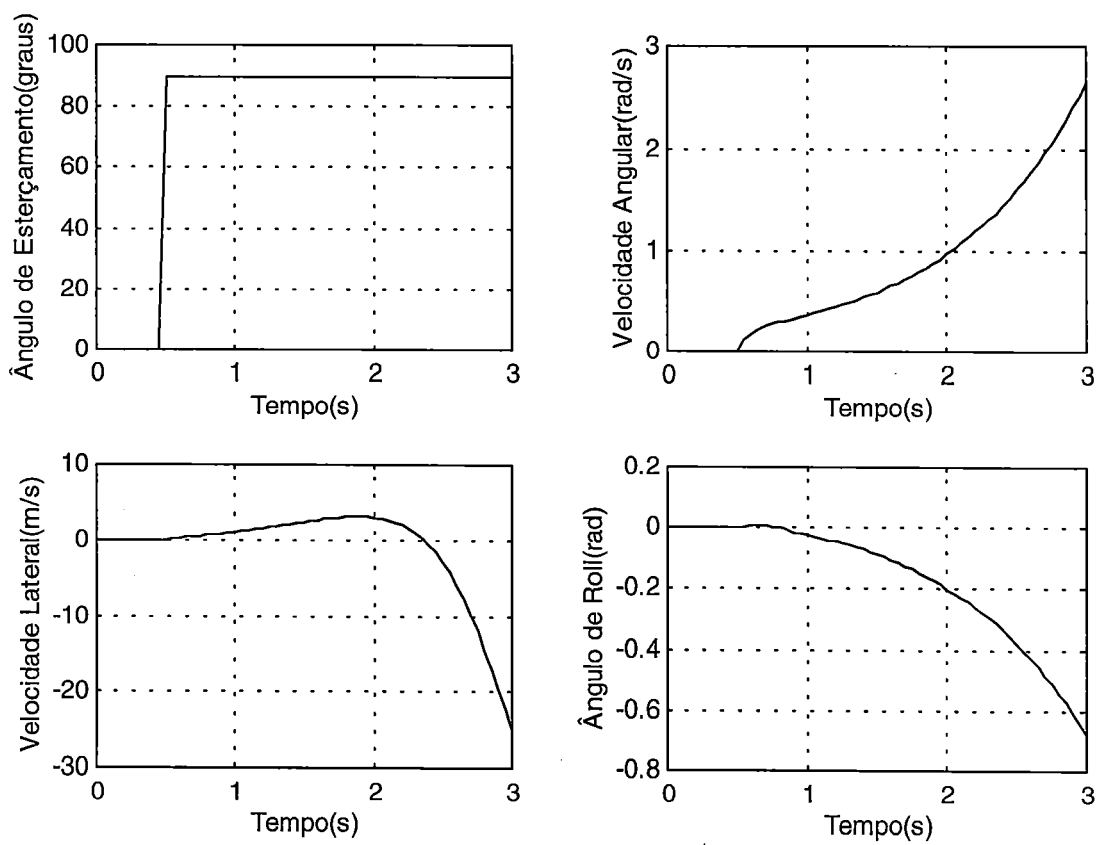 Ângulo de Esterçamento(graus)
100
80
60
40
20
0
0 1 2 3
Tempo(s)
Velocidade Angular(rad/s)
3
2
1
0
0 1 2 3
Tempo(s)
Velocidade Lateral(m/s)
10
0
-10
-20
-30
0 1 2 3
Tempo(s)
Ângulo de Roll(rad)
0.2
0
-0.2
-0.4
-0.6
-0.8
0 1 2 3
Tempo(s)